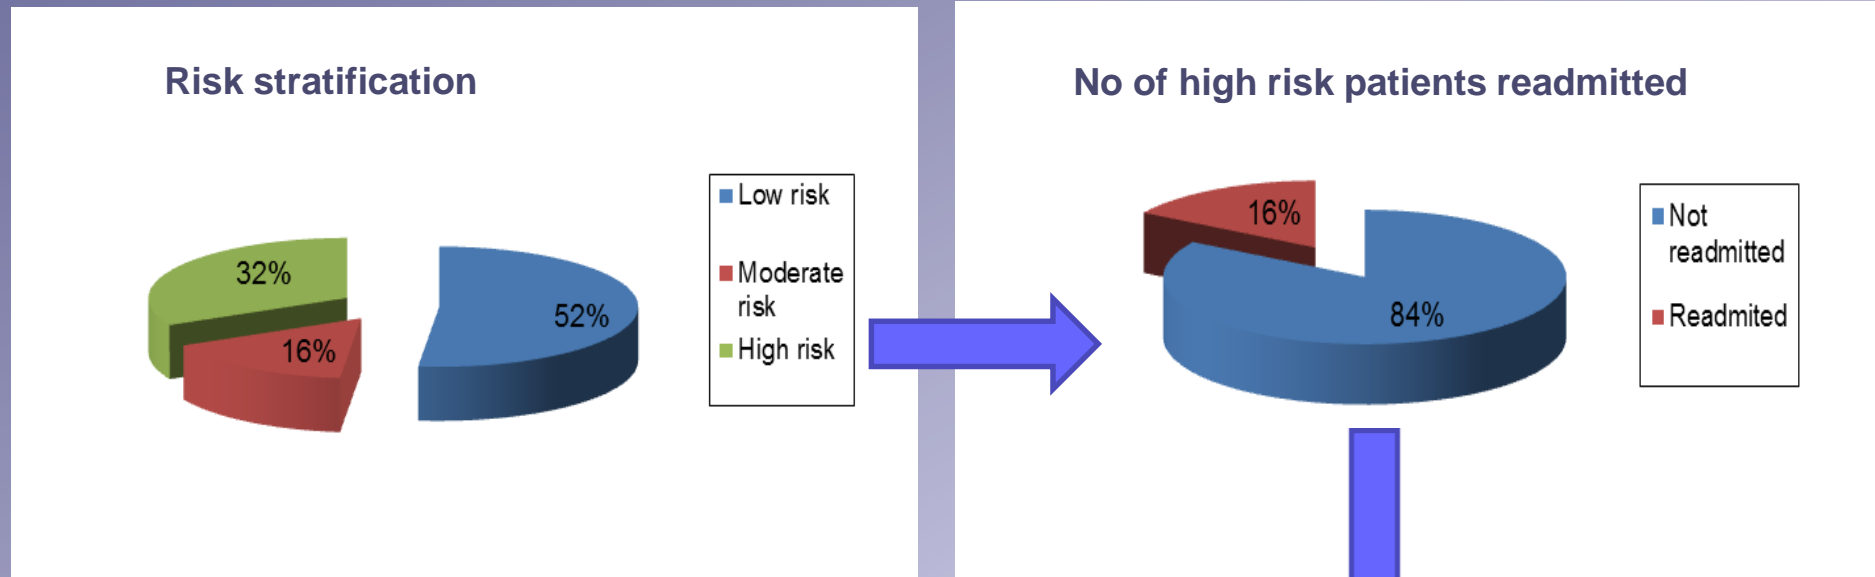 Risk stratification
32%
16%
52%
Low risk
Moderate
risk
High risk
No of high risk patients readmitted
16%
84%
Not
readmitted
Readmited